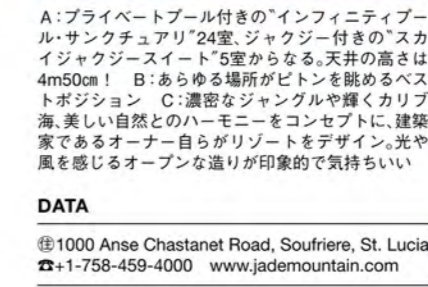 A：プライベートプール付きの〝インフィニティプー
ル・サンクチュアリ〞24室、ジャクジー付きの〝スカ
イジャクジースイート〞5室からなる。天井の高さは
4m50㎝！　B：あらゆる場所がピトンを眺めるベス
トポジション　C：濃密なジャングルや輝くカリブ
海、美しい自然とのハーモニーをコンセプトに、建築
家であるオーナー自らがリゾートをデザイン。光や
風を感じるオープンな造りが印象的で気持ちいい
DATA
㊟1000 Anse Chastanet Road, Soufriere, St. Lucia
☎+1-758-459-4000　www.jademountain.com